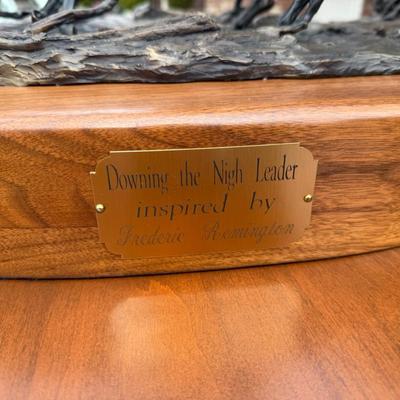 Downing the Nigh Leader
inspired by
Frederic Remington